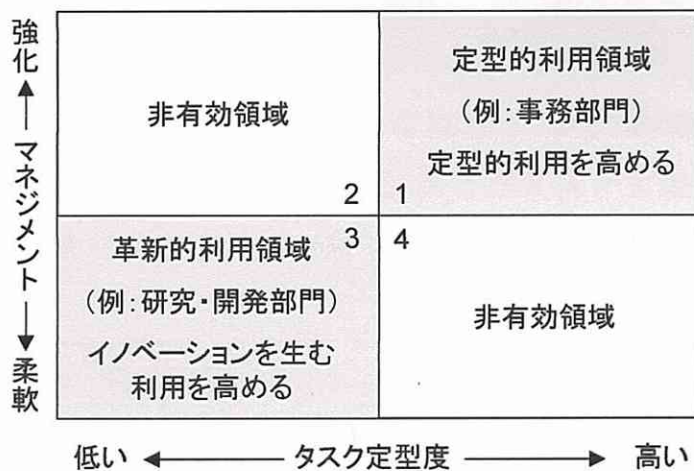 強化
マネジメント
柔軟
非有効領域
2
定型的利用領域
(例:事務部門)
定型的利用を高める
1
革新的利用領域
3
(例:研究・開発部門)
イノベーションを生む
利用を高める
4
非有効領域
低い
タスク定型度
高い